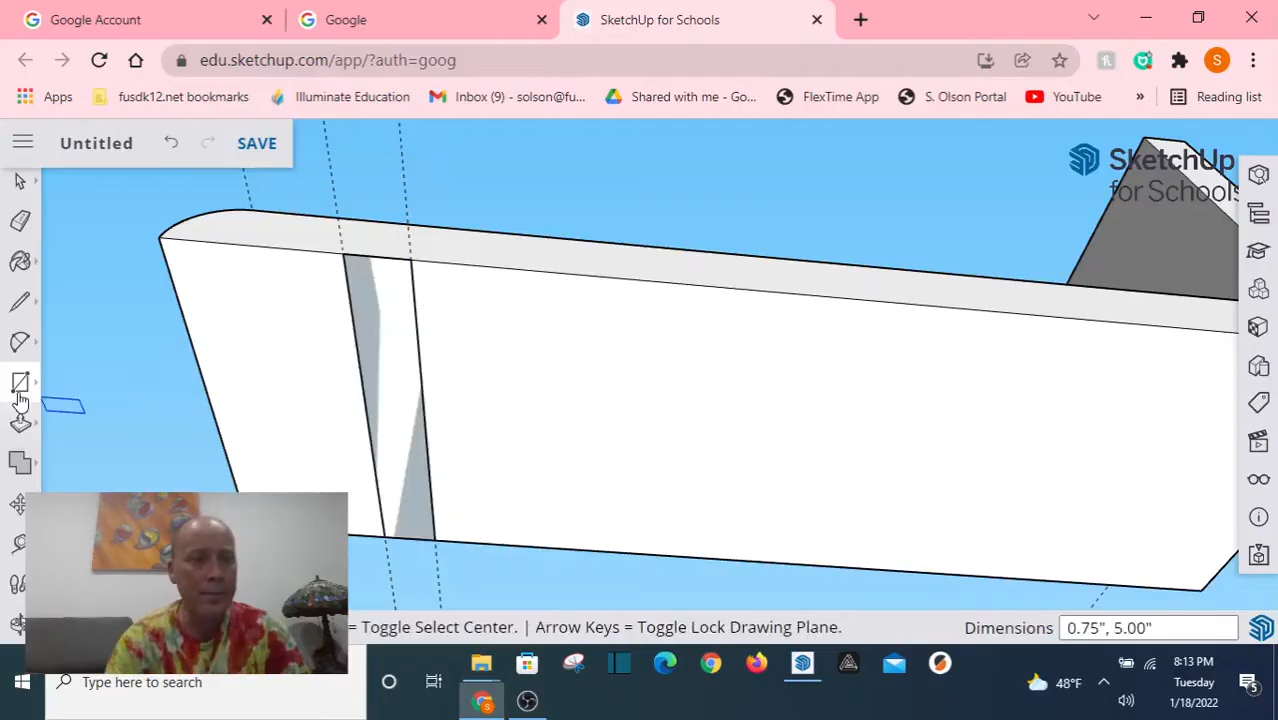 Google Account
Google
SketchUp for Schools
edu.sketchup.com/app/?auth=goog
S
Apps
fusdk12.net bookmarks
Illuminate Education
Inbox (9) - solson@fu...
Shared with me - Go...
FlexTime App
S. Olson Portal
YouTube
»
Reading list
Untitled
SAVE
SketchUp
for Schools
= Toggle Select Center. | Arrow Keys = Toggle Lock Drawing Plane.
Dimensions
0.75", 5.00"
Type here to search
48°F
8:13 PM
Tuesday
1/18/2022
5